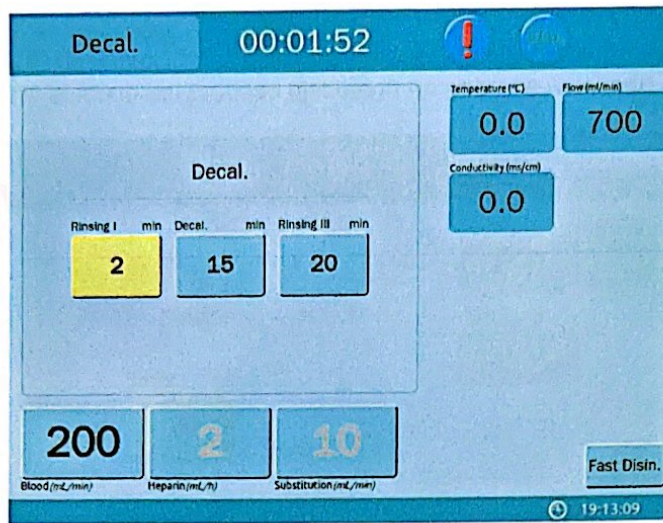 Decal. 00:01:52 !
Temperature (°C) Flow (ml/min)
0.0 700
Conductivity (ms/cm)
0.0
Decal.
Rinsing I min Decal. min Rinsing III min
2 15 20
200 2 10
Blood (mL/min) Heparin (mL/h) Substitution (mL/min)
Fast Disin.
19:13:09